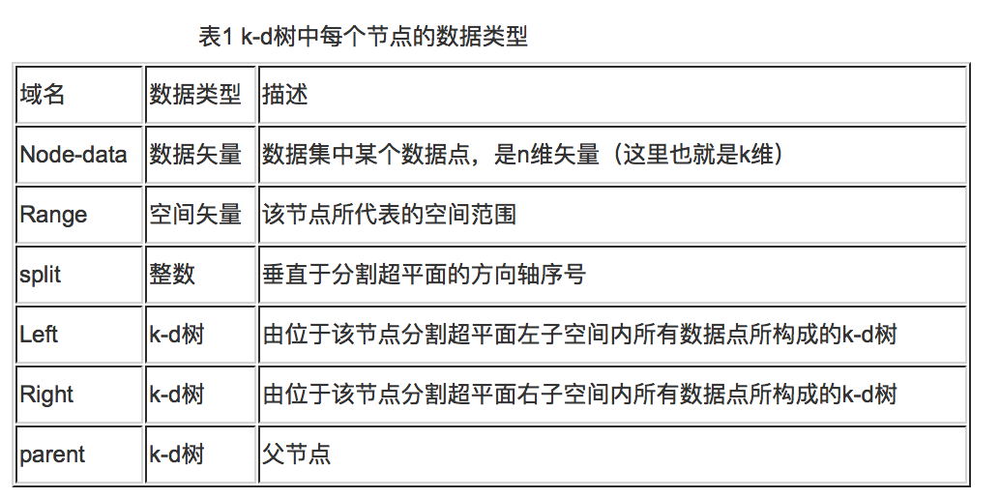 表1 k-d树中每个节点的数据类型
域名 数据类型 描述
Node-data 数据矢量 数据集中某个数据点，是n维矢量（这里也就是k维）
Range 空间矢量 该节点所代表的空间范围
split 整数 垂直于分割超平面的方向轴序号
Left k-d树 由位于该节点分割超平面左子空间内所有数据点所构成的k-d树
Right k-d树 由位于该节点分割超平面右子空间内所有数据点所构成的k-d树
parent k-d树 父节点